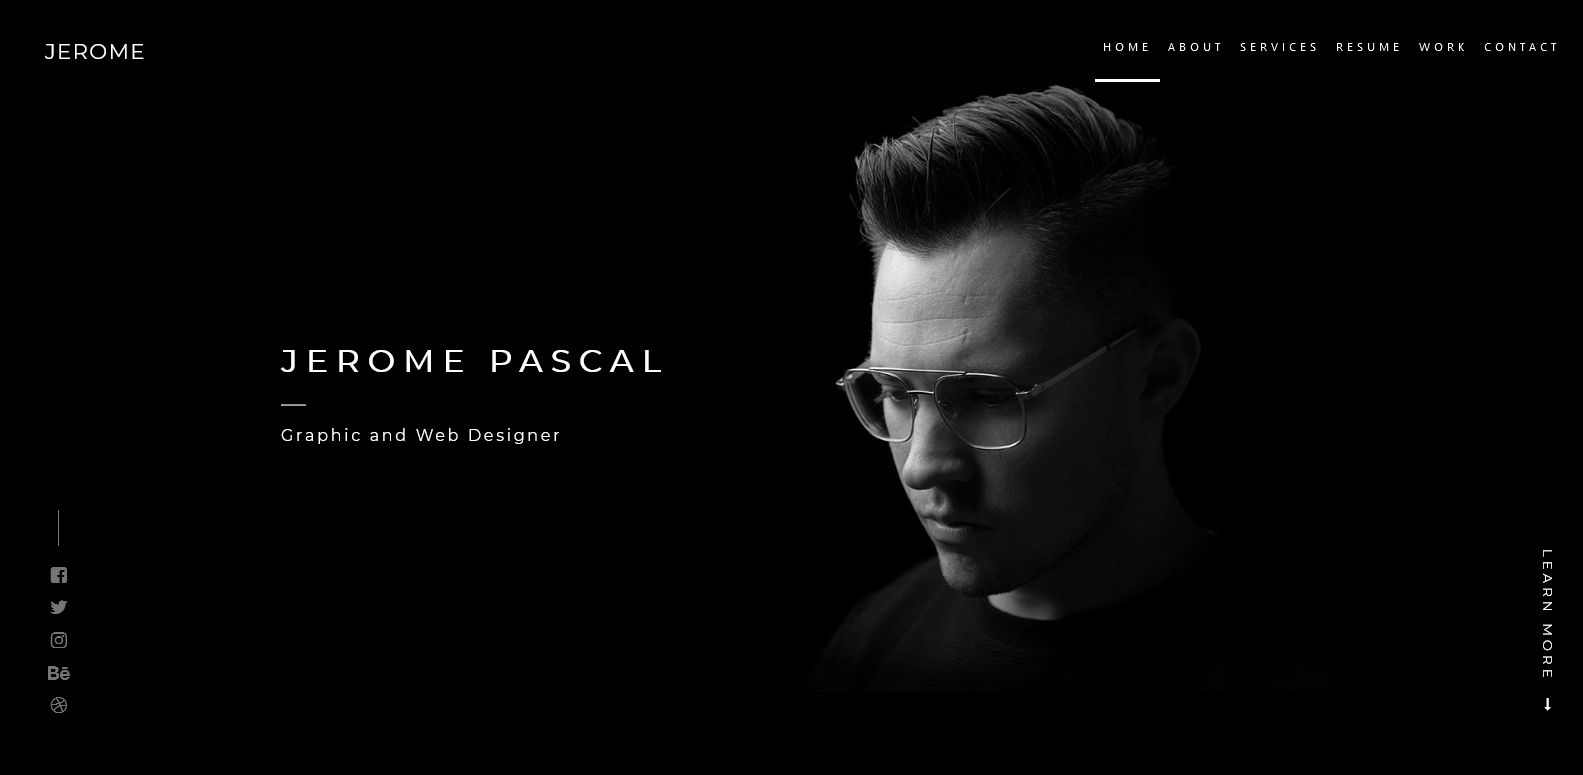 JEROME
HOME ABOUT SERVICES RESUME WORK CONTACT
JEROME PASCAL
Graphic and Web Designer
Bē
LEARN MORE